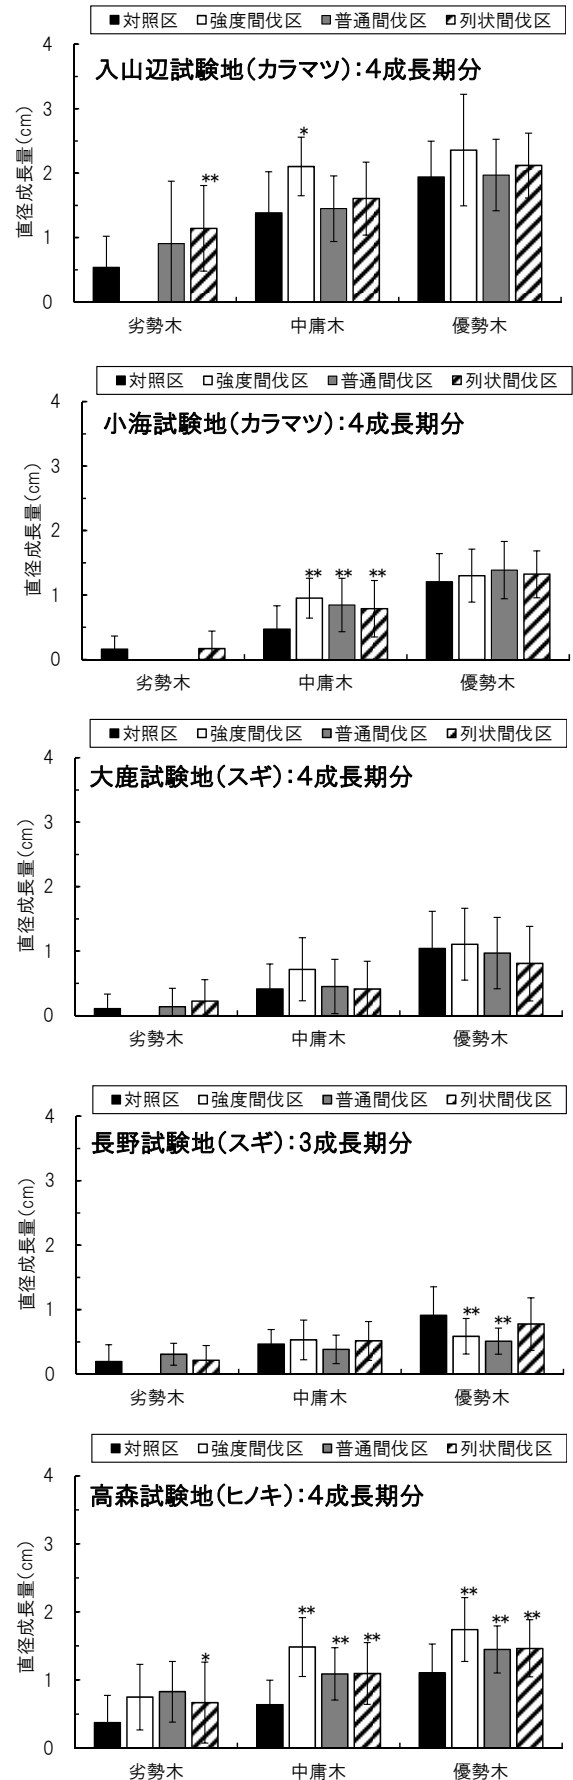 ■対照区 □強度間伐区 ■普通間伐区 列状間伐区
入山辺試験地(カラマツ):4成長期分
直径成長量(cm)
4
3
2
1
0
**
*
劣勢木 中庸木 優勢木
■対照区 □強度間伐区 ■普通間伐区 列状間伐区
小海試験地(カラマツ):4成長期分
直径成長量(cm)
4
3
2
1
0
** ** **
劣勢木 中庸木 優勢木
■対照区 □強度間伐区 ■普通間伐区 列状間伐区
大鹿試験地(スギ):4成長期分
直径成長量(cm)
4
3
2
1
0
劣勢木 中庸木 優勢木
■対照区 □強度間伐区 ■普通間伐区 列状間伐区
長野試験地(スギ):3成長期分
直径成長量(cm)
4
3
2
1
0
** **
劣勢木 中庸木 優勢木
■対照区 □強度間伐区 ■普通間伐区 列状間伐区
高森試験地(ヒノキ):4成長期分
直径成長量(cm)
4
3
2
1
0
* ** ** ** ** ** **
劣勢木 中庸木 優勢木